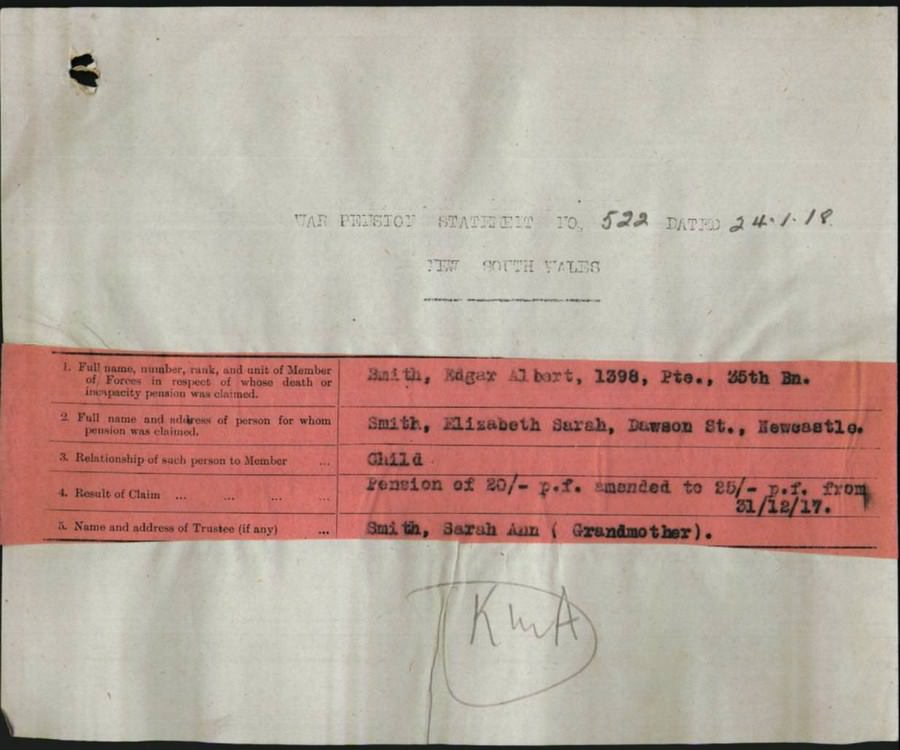 WAR PENSION STATEMENT NO. 522 DATED 24.1.18.
NEW SOUTH WALES
1. Full name, number, rank, and unit of Member
of Forces in respect of whose death or
incapacity pension was claimed.
Smith, Edgar Albert, 1398, Pte., 35th Bn.
2. Full name and address of person for whom
pension was claimed.
Smith, Elizabeth Sarah, Dawson St., Newcastle.
3. Relationship of such person to Member ...
Child
4. Result of Claim ... ... ... ...
Pension of 20/- p.f. amended to 25/- p.f. from
31/12/17.
5. Name and address of Trustee (if any) ...
Smith, Sarah Ann ( Grandmother).